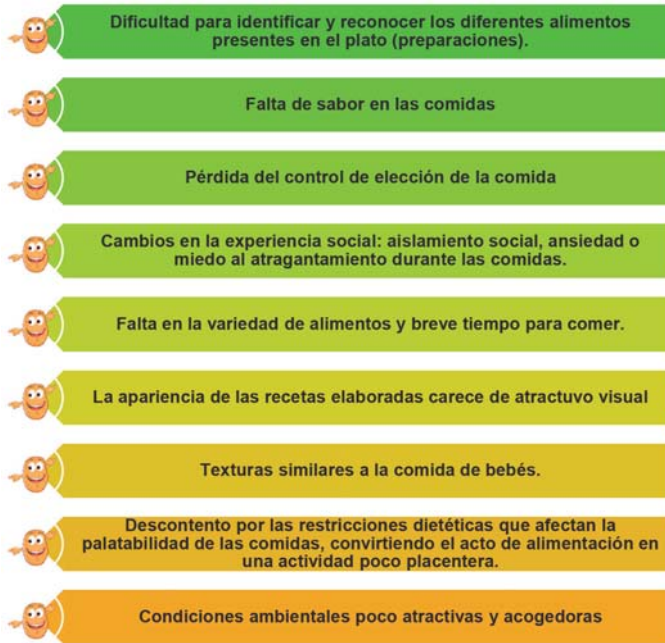 Dificultad para identificar y reconocer los diferentes alimentos
presentes en el plato (preparaciones).
Falta de sabor en las comidas
Pérdida del control de elección de la comida
Cambios en la experiencia social: aislamiento social, ansiedad o
miedo al atragantamiento durante las comidas.
Falta en la variedad de alimentos y breve tiempo para comer.
La apariencia de las recetas elaboradas carece de atractuvo visual
Texturas similares a la comida de bebés.
Descontento por las restricciones dietéticas que afectan la
palatabilidad de las comidas, convirtiendo el acto de alimentación en
una actividad poco placentera.
Condiciones ambientales poco atractivas y acogedoras